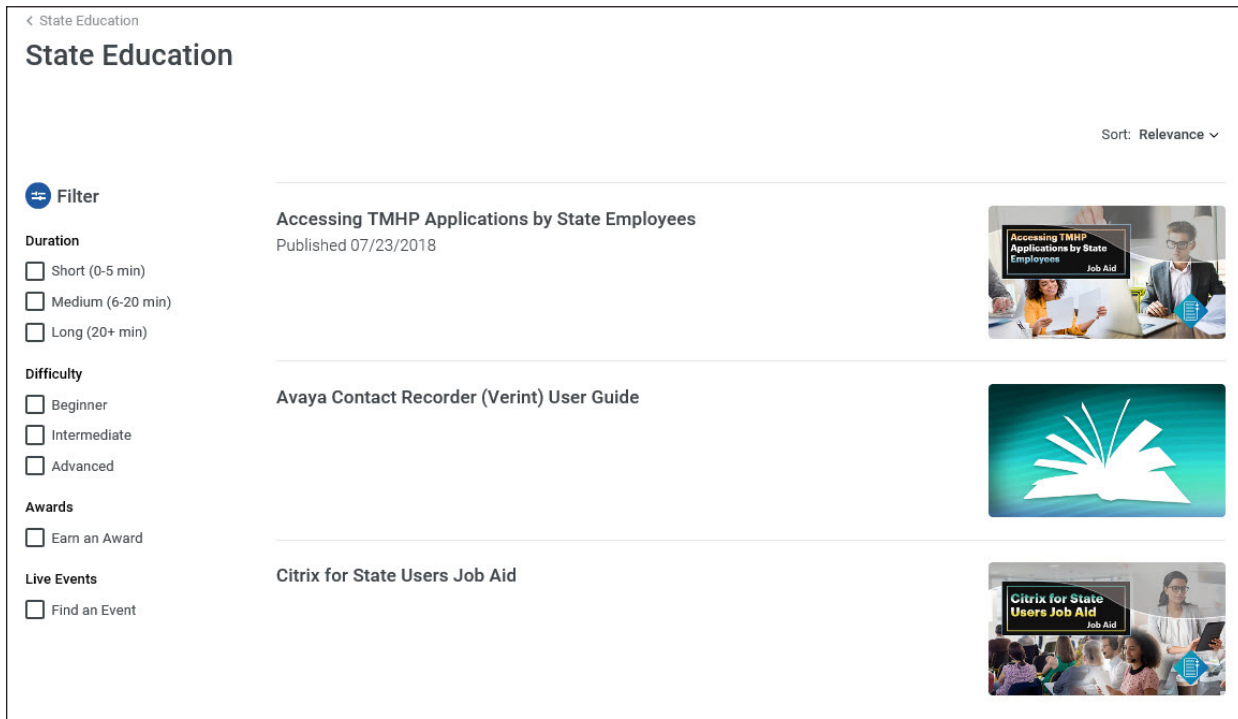 State Education
State Education
Sort: Relevance
Filter
Duration
Short (0-5 min)
Medium (6-20 min)
Long (20+ min)
Difficulty
Beginner
Intermediate
Advanced
Awards
Earn an Award
Live Events
Find an Event
Accessing TMHP Applications by State Employees
Published 07/23/2018
Accessing TMHP
Applications by State
Employees
Job Aid
Avaya Contact Recorder (Verint) User Guide
Citrix for State Users Job Aid
Citrix for State
Users Job Aid
Job Aid